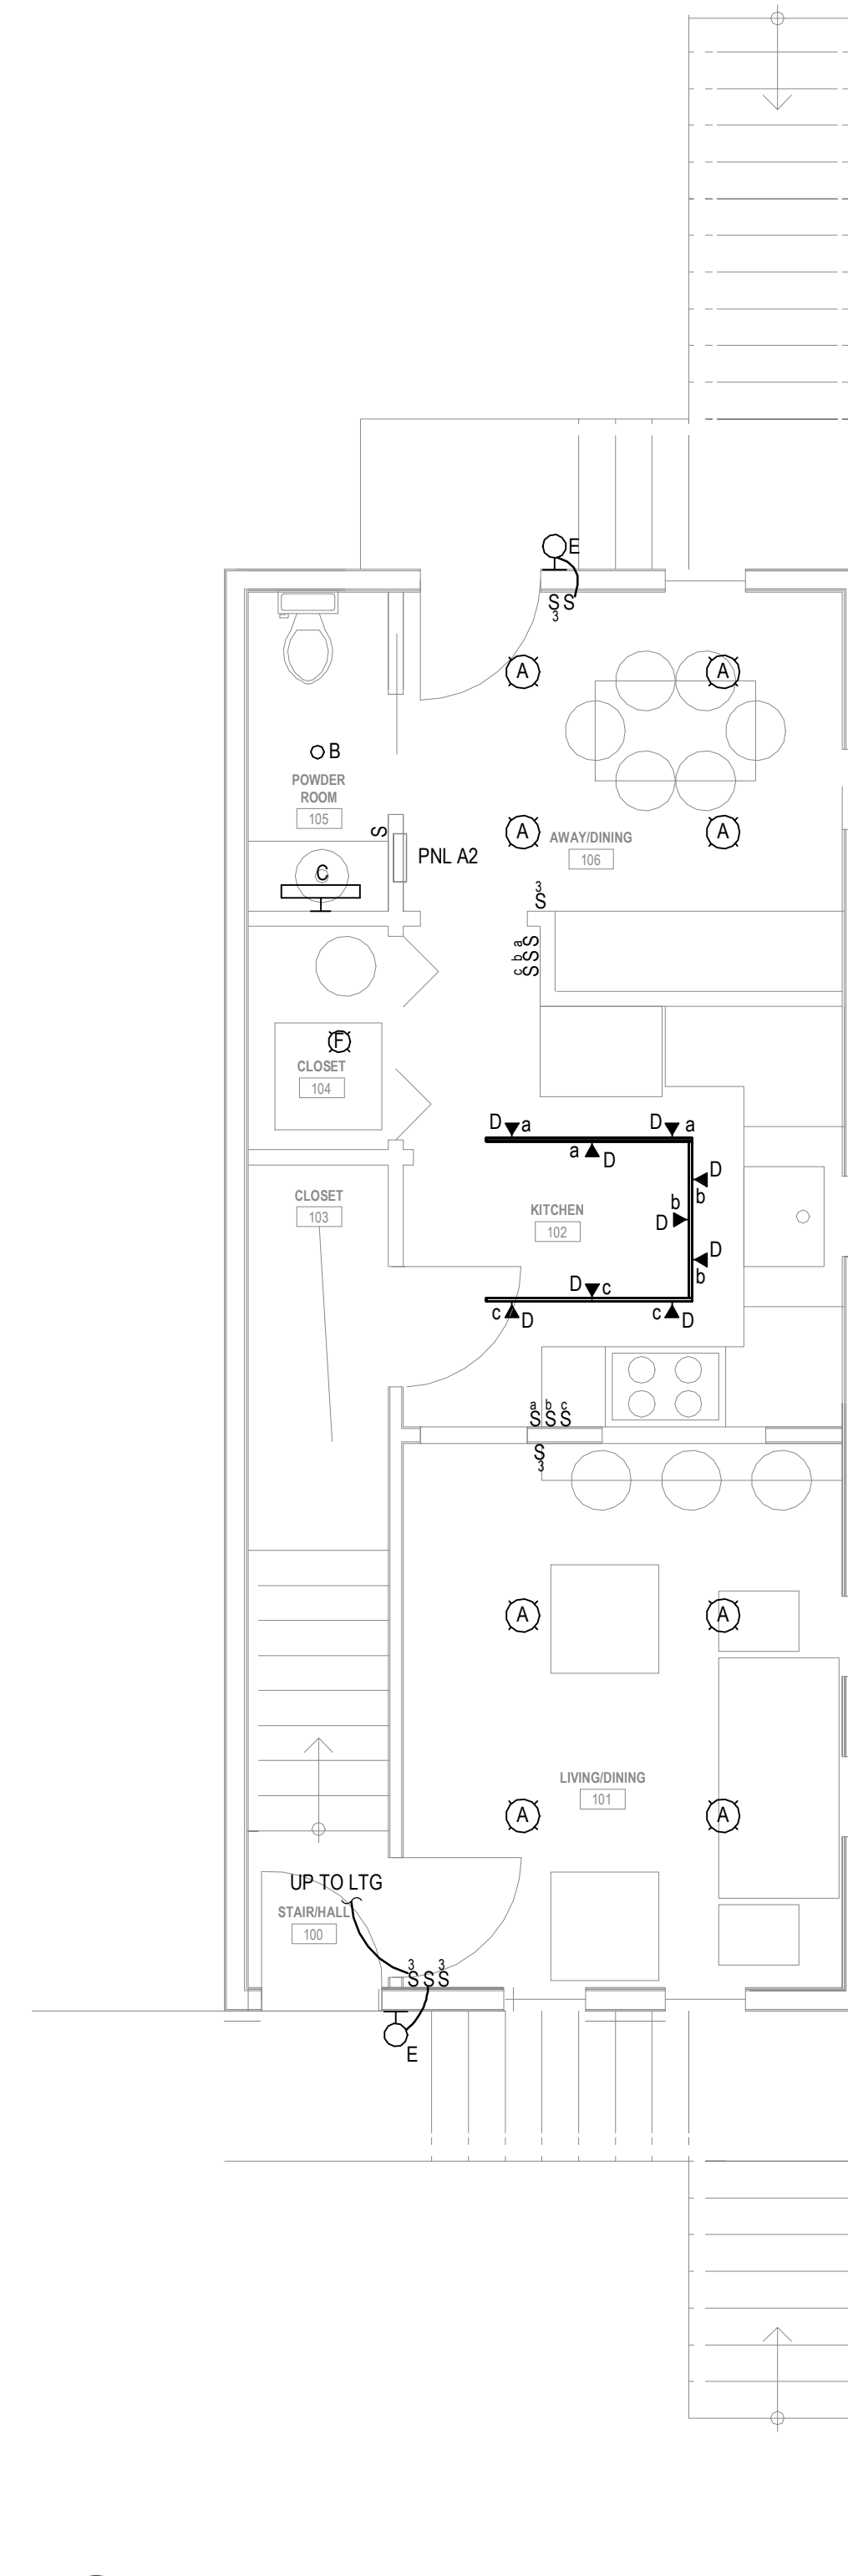 E
S S
3
A A
B
POWDER
ROOM
105
S
PNL A2
A A
AWAY/DINING
106
C
3
S
a S
b S
c S
F
CLOSET
104
D a D a
a D
D
b
CLOSET
103
KITCHEN
102
b
D
D
b
D c
c D c D
a b c
S S S
S
3
A A
LIVING/DINING
101
A A
UP TO LTG
STAIR/HALL
100
3 3
S S S
E